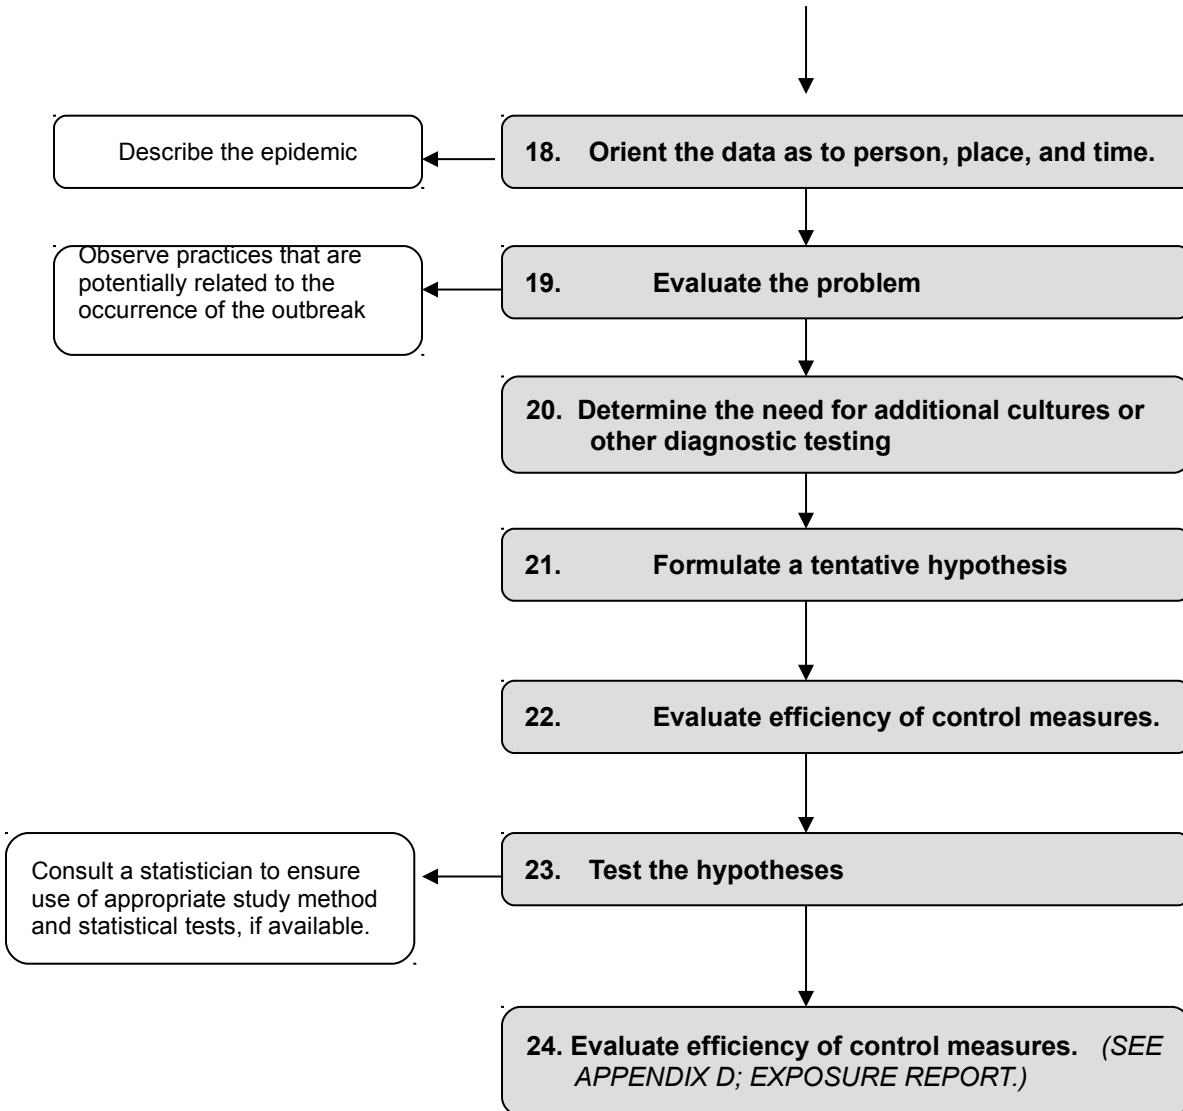 Describe the epidemic
18. Orient the data as to person, place, and time.
Observe practices that are
potentially related to the
occurrence of the outbreak
19. Evaluate the problem
20. Determine the need for additional cultures or
other diagnostic testing
21. Formulate a tentative hypothesis
22. Evaluate efficiency of control measures.
Consult a statistician to ensure
use of appropriate study method
and statistical tests, if available.
23. Test the hypotheses
24. Evaluate efficiency of control measures. (SEE
APPENDIX D; EXPOSURE REPORT.)